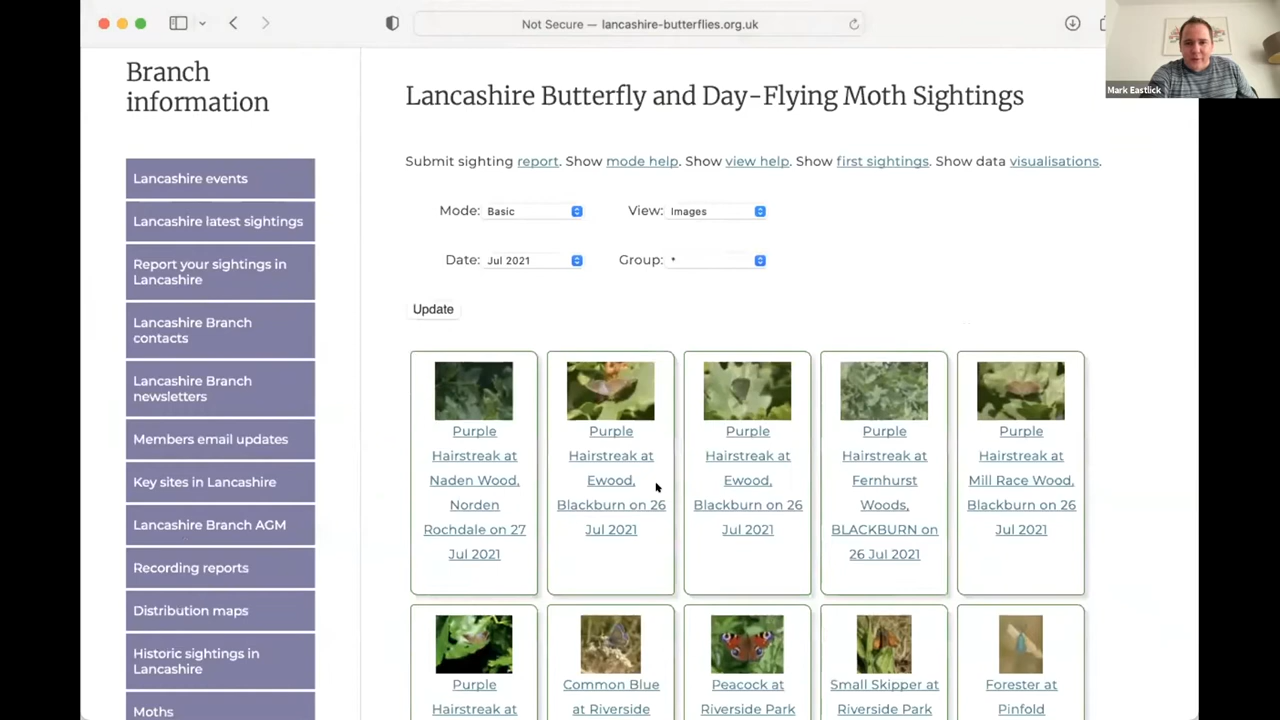 Not Secure — lancashire-butterflies.org.uk
Mark Eastlick
Branch
information
Lancashire events
Lancashire latest sightings
Report your sightings in
Lancashire
Lancashire Branch
contacts
Lancashire Branch
newsletters
Members email updates
Key sites in Lancashire
Lancashire Branch AGM
Recording reports
Distribution maps
Historic sightings in
Lancashire
Moths
Lancashire Butterfly and Day-Flying Moth Sightings
Submit sighting report. Show mode help. Show view help. Show first sightings. Show data visualisations.
Mode: Basic View: Images
Date: Jul 2021 Group: *
Update
Purple
Hairstreak at
Naden Wood,
Norden
Rochdale on 27
Jul 2021
Purple
Hairstreak at
Ewood,
Blackburn on 26
Jul 2021
Purple
Hairstreak at
Ewood,
Blackburn on 26
Jul 2021
Purple
Hairstreak at
Fernhurst
Woods,
BLACKBURN on
26 Jul 2021
Purple
Hairstreak at
Mill Race Wood,
Blackburn on 26
Jul 2021
Purple
Hairstreak at
Common Blue
at Riverside
Peacock at
Riverside Park
Small Skipper at
Riverside Park
Forester at
Pinfold